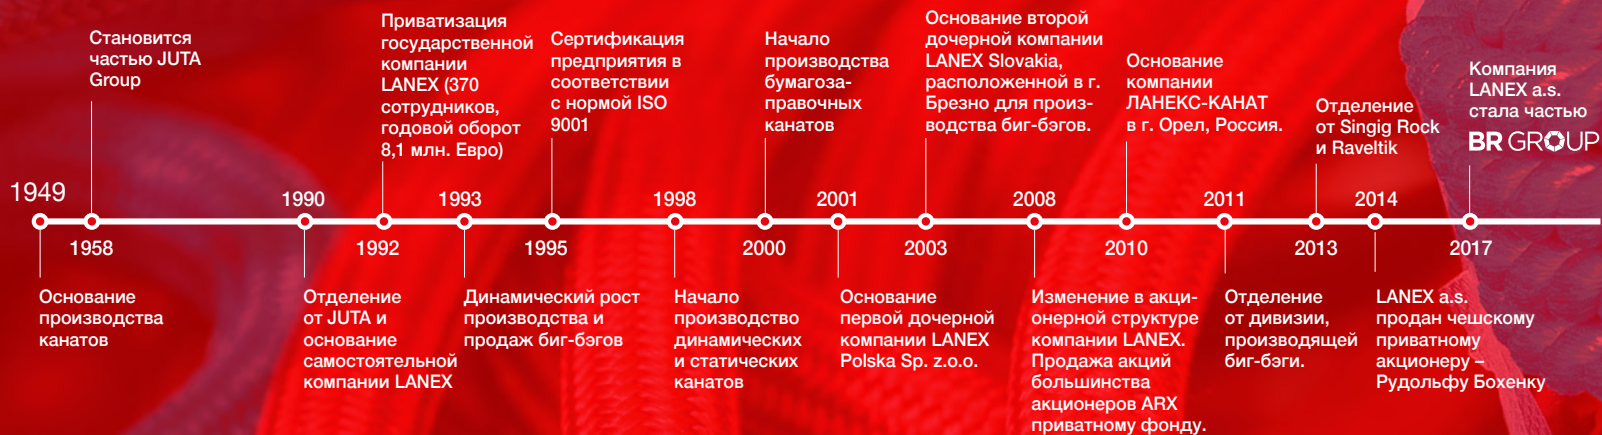 1949
Основание
производства
канатов
Становится
частью JUTA
Group
1958
1990
Отделение
от JUTA и
основание
самостоятельной
компании LANEX
Приватизация
государственной
компании
LANEX (370
сотрудников,
годовой оборот
8,1 млн. Евро)
1992
1993
Динамический рост
производства и
продаж биг-бэгов
Сертификация
предприятия в
соответствии
с нормой ISO
9001
1995
1998
Начало
производство
динамических
и статических
канатов
Начало
производства
бумагоза-
правочных
канатов
2000
2001
Основание
первой дочерной
компании LANEX
Polska Sp. z.o.o.
Основание второй
дочерной компании
LANEX Slovakia,
расположенной в г.
Брезно для произ-
водства биг-бэгов.
2003
2008
Изменение в акци-
онерной структуре
компании LANEX.
Продажа акций
большинства
акционеров ARX
приватному фонду.
Основание
компании
ЛАНЕКС-КАНАТ
в г. Орел, Россия.
2010
2011
Отделение
от дивизии,
производящей
биг-бэги.
Отделение
от Singig Rock
и Raveltik
2013
2014
LANEX a.s.
продан чешскому
приватному
акционеру –
Рудольфу Бохенку
Компания
LANEX a.s.
стала частью
BR GROUP
2017